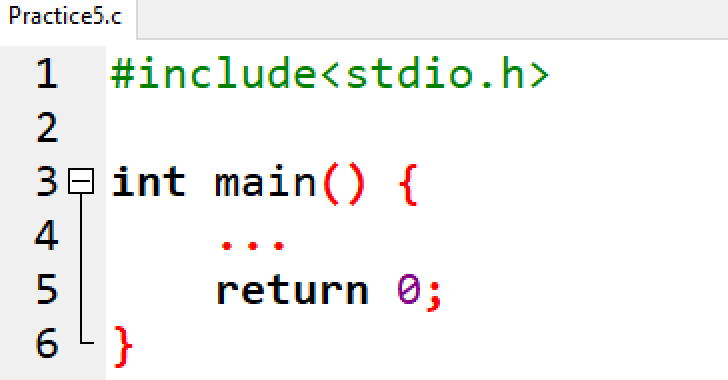 Practice5.c
1 #include<stdio.h>
2
3 int main() {
4 ...
5 return 0;
6 }